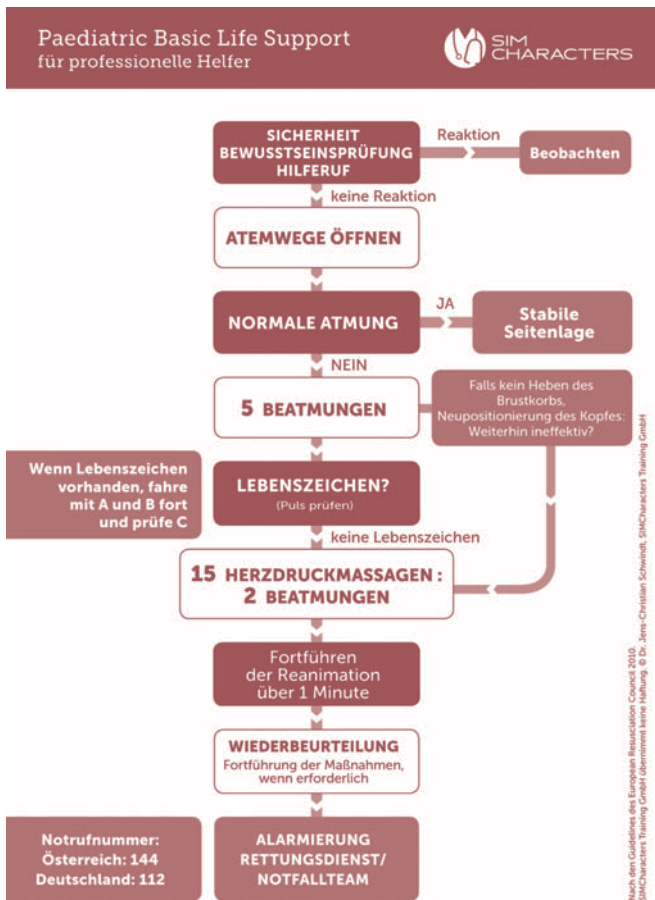 Paediatric Basic Life Support
für professionelle Helfer
SIM
CHARACTERS
SICHERHEIT
BEWUSSTSEINSPRÜFUNG
HILFERUF
Reaktion
Beobachten
keine Reaktion
ATEMWEGE ÖFFNEN
NORMALE ATMUNG
JA
Stabile
Seitenlage
NEIN
5 BEATMUNGEN
Falls kein Heben des
Brustkorbs,
Neupositionierung des Kopfes:
Weiterhin ineffektiv?
Wenn Lebenszeichen
vorhanden, fahre
mit A und B fort
und prüfe C
LEBENSZEICHEN?
(Puls prüfen)
keine Lebenszeichen
15 HERZDRUCKMASSAGEN :
2 BEATMUNGEN
Fortführen
der Reanimation
über 1 Minute
WIEDERBEURTEILUNG
Fortführung der Maßnahmen,
wenn erforderlich
Notrufnummer:
Österreich: 144
Deutschland: 112
ALARMIERUNG
RETTUNGSDIENST/
NOTFALLTEAM
Nach den Guidelines des European Resusciation Council 2010.
SIMCharacters Training GmbH übernimmt keine Haftung. © Dr. Jens-Christian Schwindt, SIMCharacters Training GmbH